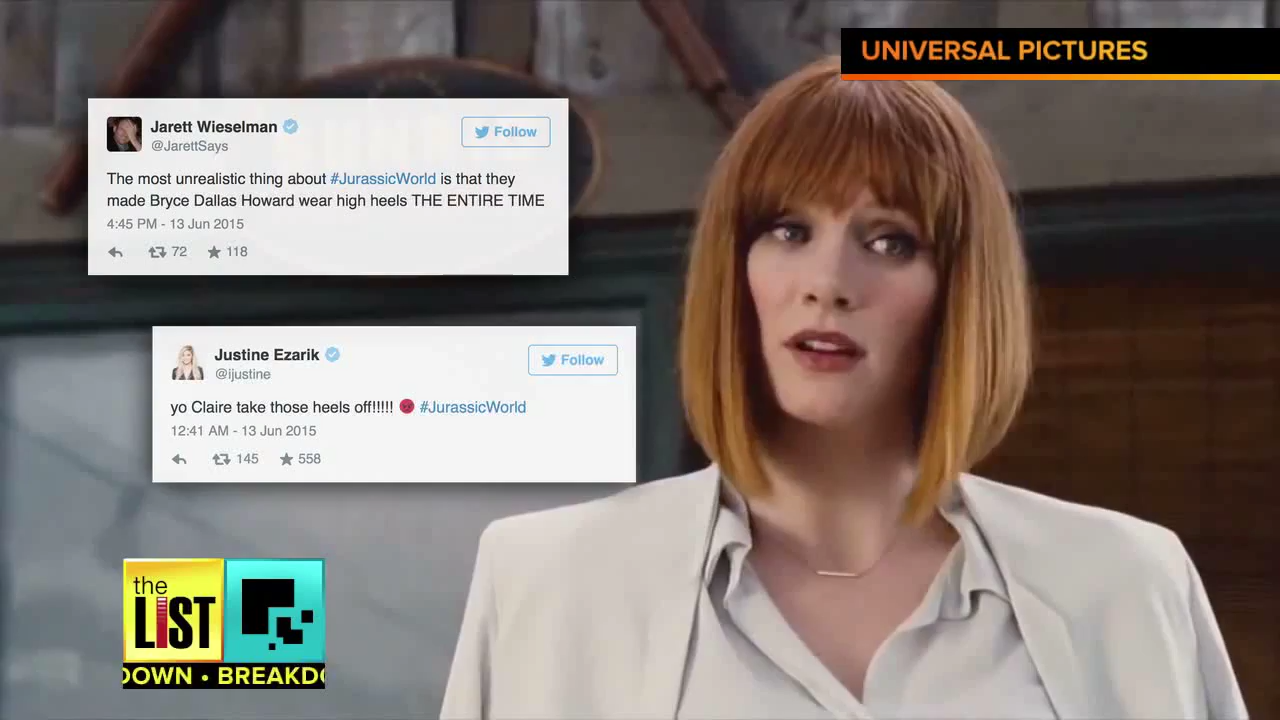 UNIVERSAL PICTURES
Jarett Wieselman
@JarettSays
Follow
The most unrealistic thing about #JurassicWorld is that they
made Bryce Dallas Howard wear high heels THE ENTIRE TIME
4:45 PM - 13 Jun 2015
72 118
Justine Ezarik
@ijustine
Follow
yo Claire take those heels off!!!!! 😡 #JurassicWorld
12:41 AM - 13 Jun 2015
145 558
the
LIST
DOWN • BREAKDO